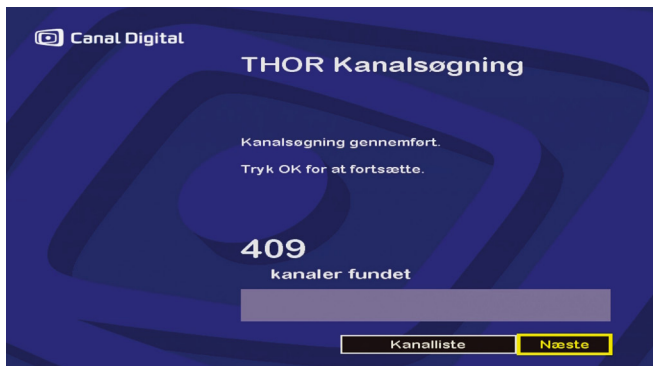 Canal Digital
THOR Kanalsøgning
Kanalsøgning gennemført.
Tryk OK for at fortsætte.
409
kanaler fundet
Kanalliste
Næste